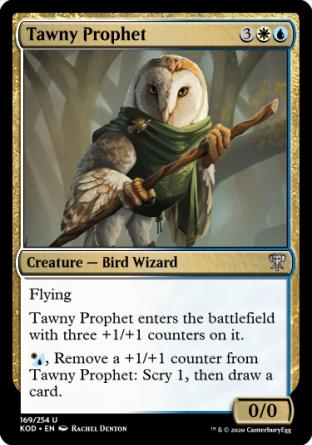 Tawny Prophet 3
Creature — Bird Wizard
Flying
Tawny Prophet enters the battlefield
with three +1/+1 counters on it.
, Remove a +1/+1 counter from
Tawny Prophet: Scry 1, then draw a
card.
0/0
169/254 U
KOD • EN RACHEL DENTON
™ & © 2020 CanterburyEgg